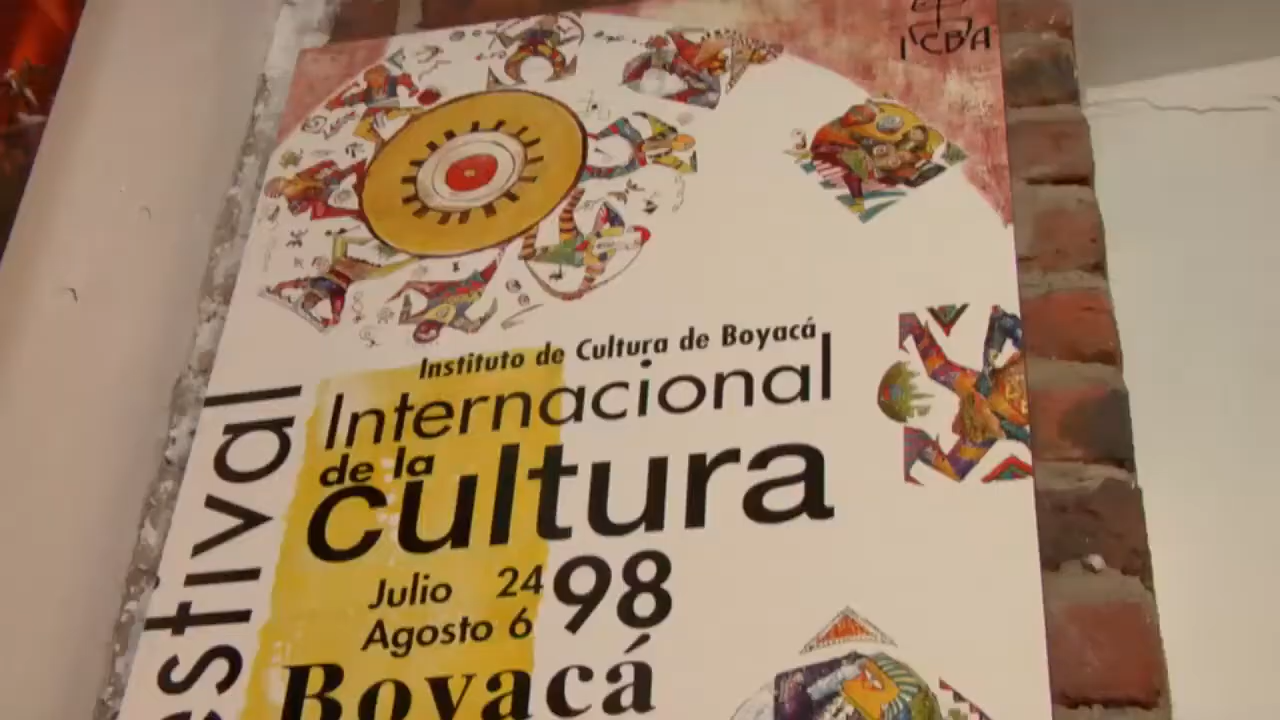 ICBA
Instituto de Cultura de Boyacá
Internacional
de la
cultura
Julio 24
Agosto 6
98
Boyacá
stival